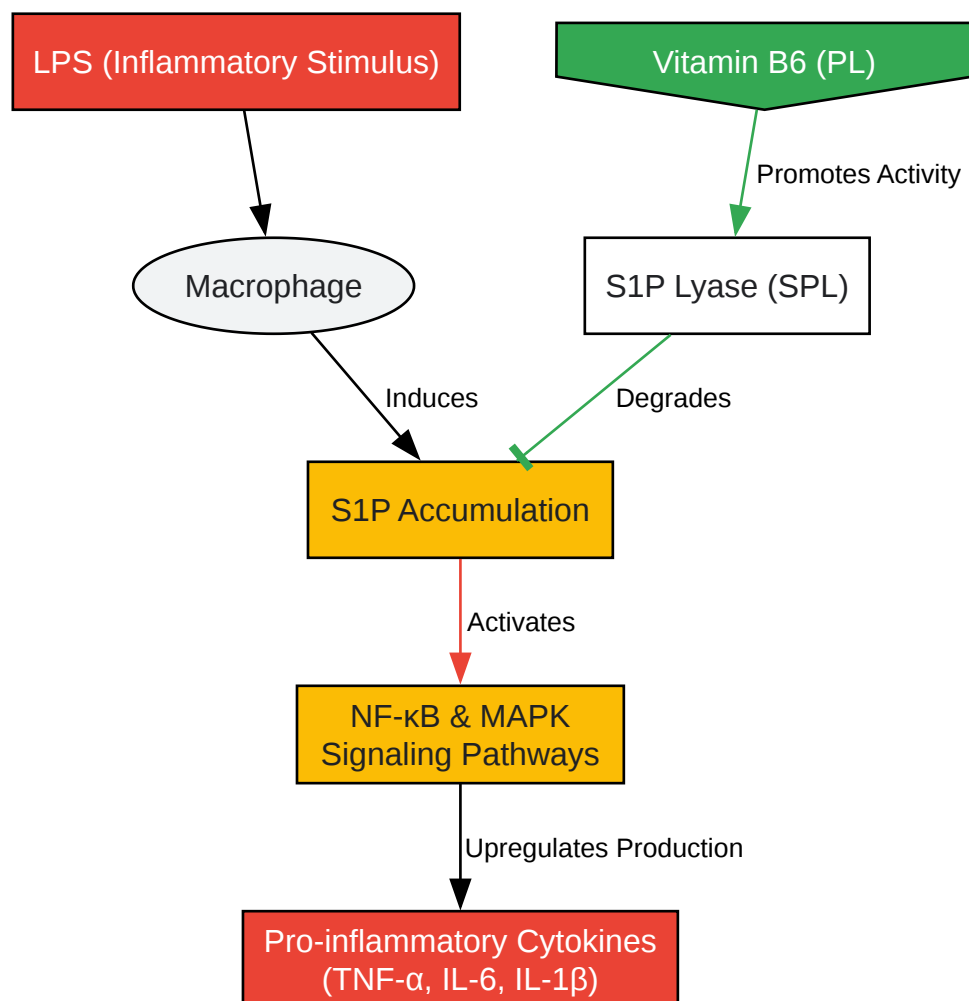 LPS (Inflammatory Stimulus)
Vitamin B6 (PL)
Promotes Activity
Macrophage
S1P Lyase (SPL)
Induces
Degrades
S1P Accumulation
Activates
NF-κB & MAPK
Signaling Pathways
Upregulates Production
Pro-inflammatory Cytokines
(TNF-α, IL-6, IL-1β)